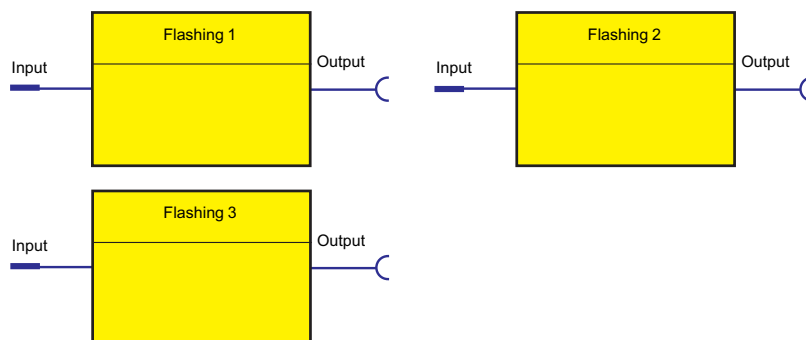 Flashing 1
Input
Output
Flashing 2
Input
Output
Flashing 3
Input
Output